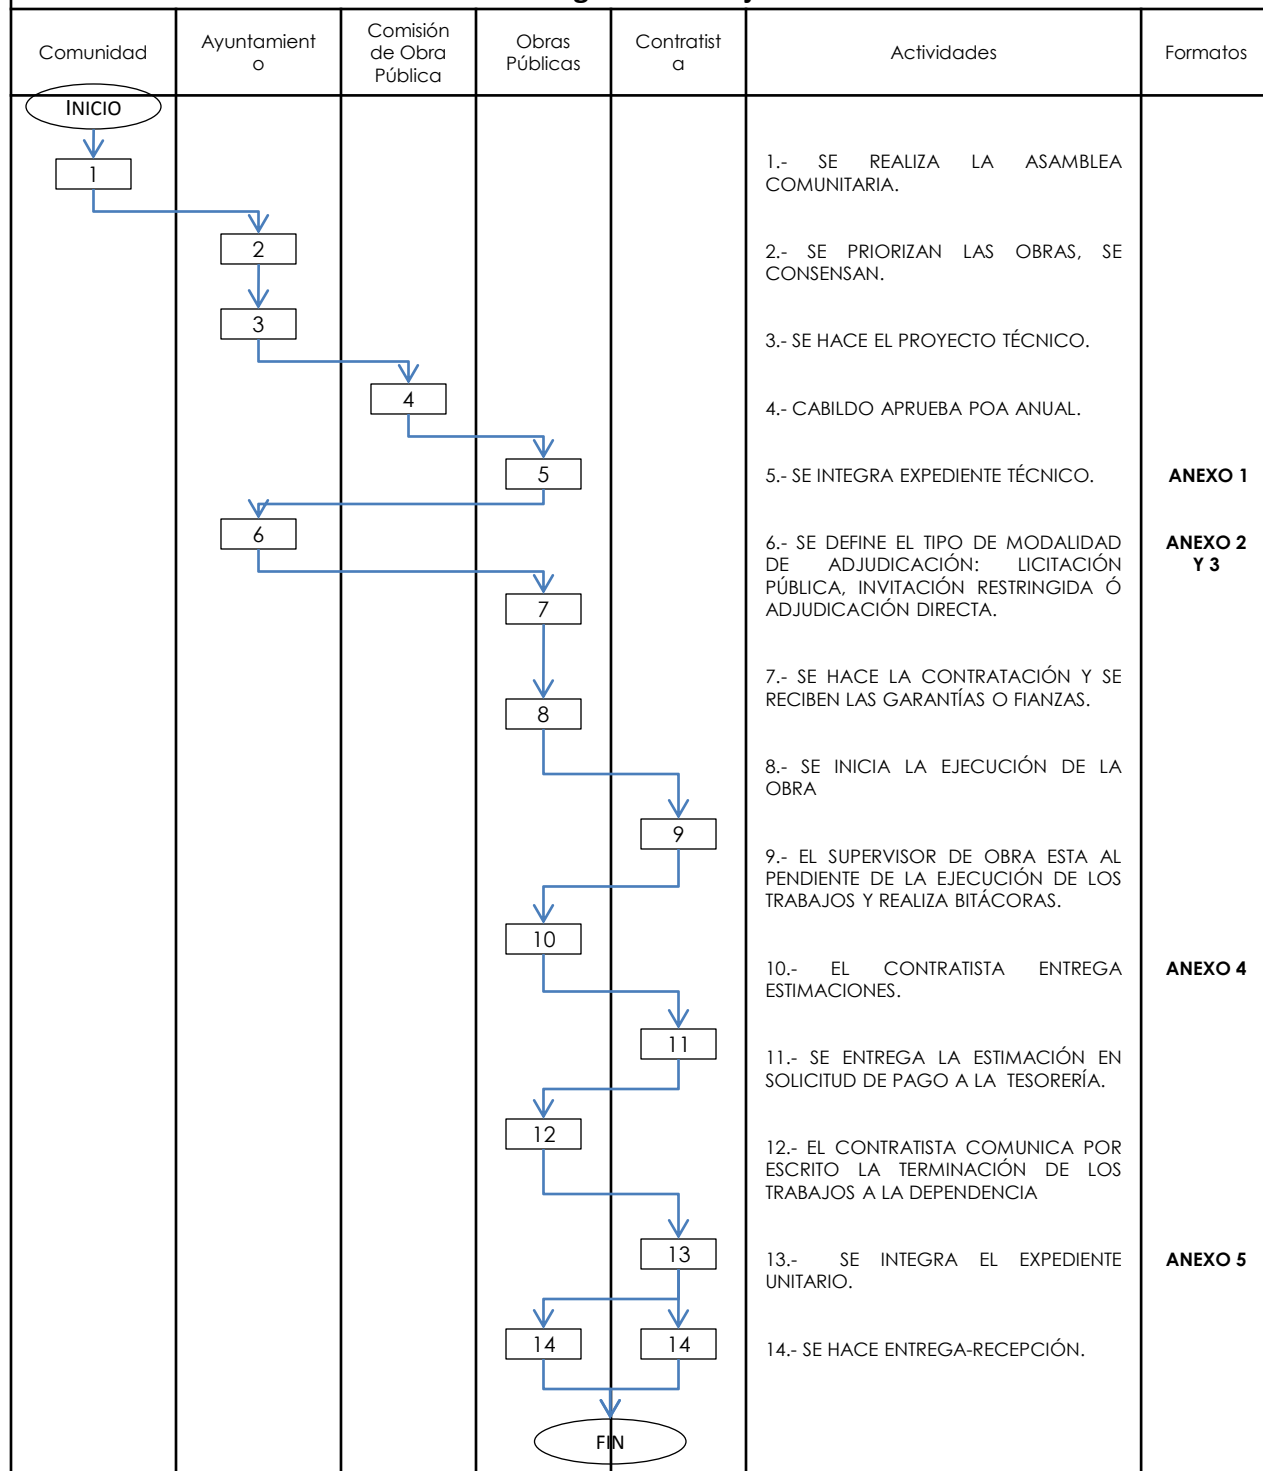 Comunidad
Ayuntamient
o
Comisión
de Obra
Pública
Obras
Públicas
Contratist
a
Actividades
Formatos
INICIO
1
1.- SE REALIZA LA ASAMBLEA
COMUNITARIA.
2
2.- SE PRIORIZAN LAS OBRAS, SE
CONSENSAN.
3
3.- SE HACE EL PROYECTO TÉCNICO.
4
4.- CABILDO APRUEBA POA ANUAL.
5
5.- SE INTEGRA EXPEDIENTE TÉCNICO.
ANEXO 1
6
6.- SE DEFINE EL TIPO DE MODALIDAD
DE ADJUDICACIÓN: LICITACIÓN
PÚBLICA, INVITACIÓN RESTRINGIDA Ó
ADJUDICACIÓN DIRECTA.
ANEXO 2
Y 3
7
7.- SE HACE LA CONTRATACIÓN Y SE
RECIBEN LAS GARANTÍAS O FIANZAS.
8
8.- SE INICIA LA EJECUCIÓN DE LA
OBRA
9
9.- EL SUPERVISOR DE OBRA ESTA AL
PENDIENTE DE LA EJECUCIÓN DE LOS
TRABAJOS Y REALIZA BITÁCORAS.
10
10.- EL CONTRATISTA ENTREGA
ESTIMACIONES.
ANEXO 4
11
11.- SE ENTREGA LA ESTIMACIÓN EN
SOLICITUD DE PAGO A LA TESORERÍA.
12
12.- EL CONTRATISTA COMUNICA POR
ESCRITO LA TERMINACIÓN DE LOS
TRABAJOS A LA DEPENDENCIA
13
13.- SE INTEGRA EL EXPEDIENTE
UNITARIO.
ANEXO 5
14
14
14.- SE HACE ENTREGA-RECEPCIÓN.
FIN